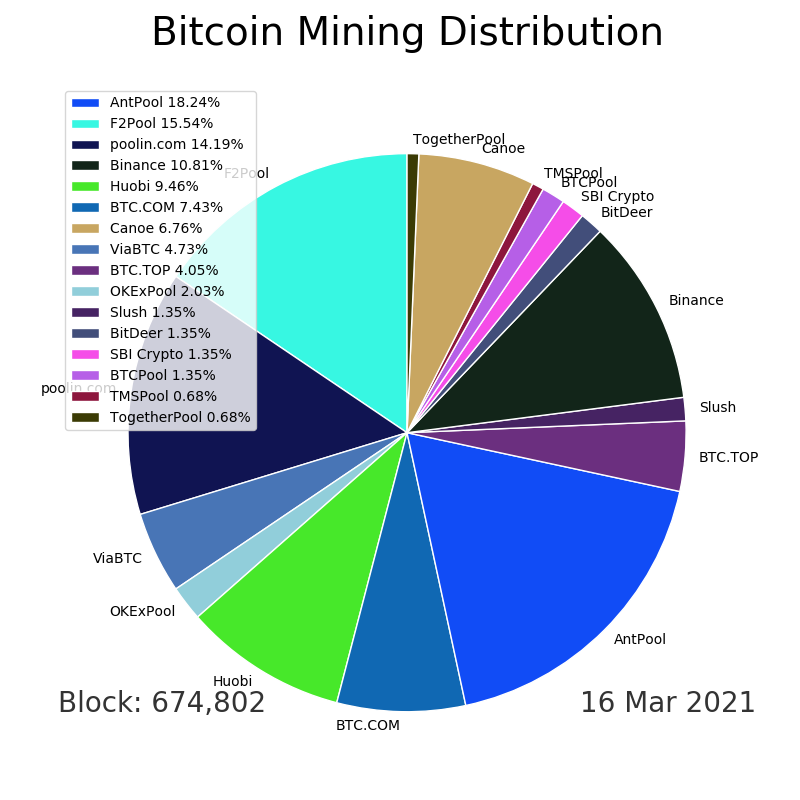 Bitcoin Mining Distribution
AntPool 18.24%
F2Pool 15.54%
poolin.com 14.19%
Binance 10.81%
Huobi 9.46%
BTC.COM 7.43%
Canoe 6.76%
ViaBTC 4.73%
BTC.TOP 4.05%
OKExPool 2.03%
Slush 1.35%
BitDeer 1.35%
SBI Crypto 1.35%
BTCPool 1.35%
TMSPool 0.68%
TogetherPool 0.68%
TogetherPool
Canoe
TMSPool
BTCPool
SBI Crypto
BitDeer
Binance
Slush
BTC.TOP
AntPool
BTC.COM
Huobi
OKExPool
ViaBTC
poolin.com
F2Pool
Block: 674,802
16 Mar 2021